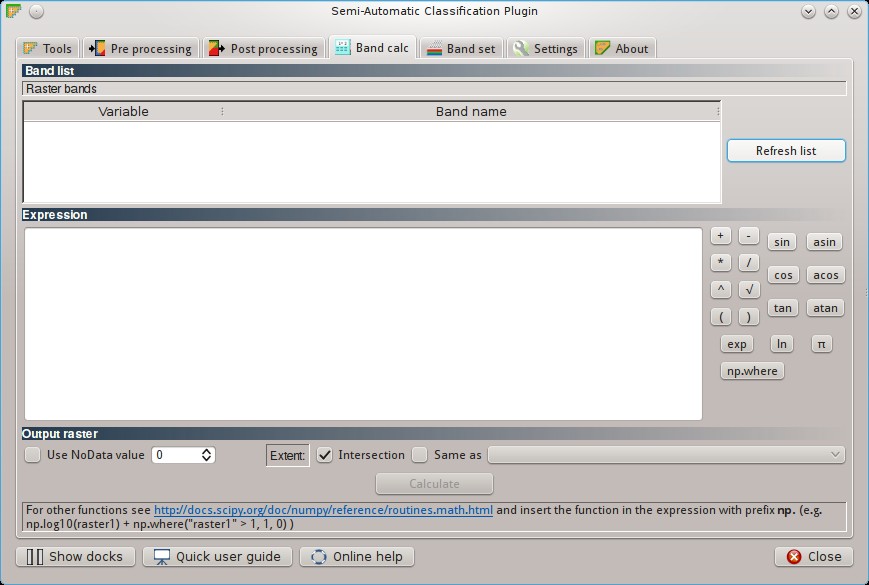 Semi-Automatic Classification Plugin
Tools Pre processing Post processing Band calc Band set Settings About
Band list
Raster bands
Variable Band name
Refresh list
Expression
+ - sin asin
* / cos acos
^ √ tan atan
( )
exp ln π
np.where
Output raster
Use NoData value 0 Extent: Intersection Same as
Calculate
For other functions see http://docs.scipy.org/doc/numpy/reference/routines.math.html and insert the function in the expression with prefix np. (e.g.
np.log10(raster1) + np.where("raster1" > 1, 1, 0) )
Show docks Quick user guide Online help Close